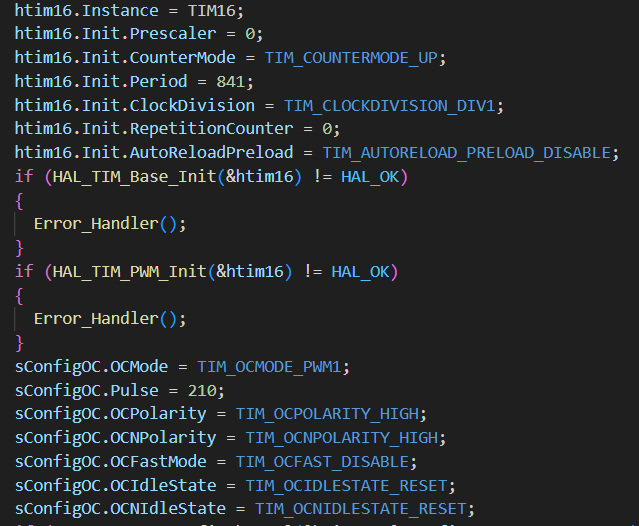 htim16.Instance = TIM16;
htim16.Init.Prescaler = 0;
htim16.Init.CounterMode = TIM_COUNTERMODE_UP;
htim16.Init.Period = 841;
htim16.Init.ClockDivision = TIM_CLOCKDIVISION_DIV1;
htim16.Init.RepetitionCounter = 0;
htim16.Init.AutoReloadPreload = TIM_AUTORELOAD_PRELOAD_DISABLE;
if (HAL_TIM_Base_Init(&htim16) != HAL_OK)
{
  Error_Handler();
}
if (HAL_TIM_PWM_Init(&htim16) != HAL_OK)
{
  Error_Handler();
}
sConfigOC.OCMode = TIM_OCMODE_PWM1;
sConfigOC.Pulse = 210;
sConfigOC.OCPolarity = TIM_OCPOLARITY_HIGH;
sConfigOC.OCNPolarity = TIM_OCNPOLARITY_HIGH;
sConfigOC.OCFastMode = TIM_OCFAST_DISABLE;
sConfigOC.OCIdleState = TIM_OCIDLESTATE_RESET;
sConfigOC.OCNIdleState = TIM_OCNIDLESTATE_RESET;